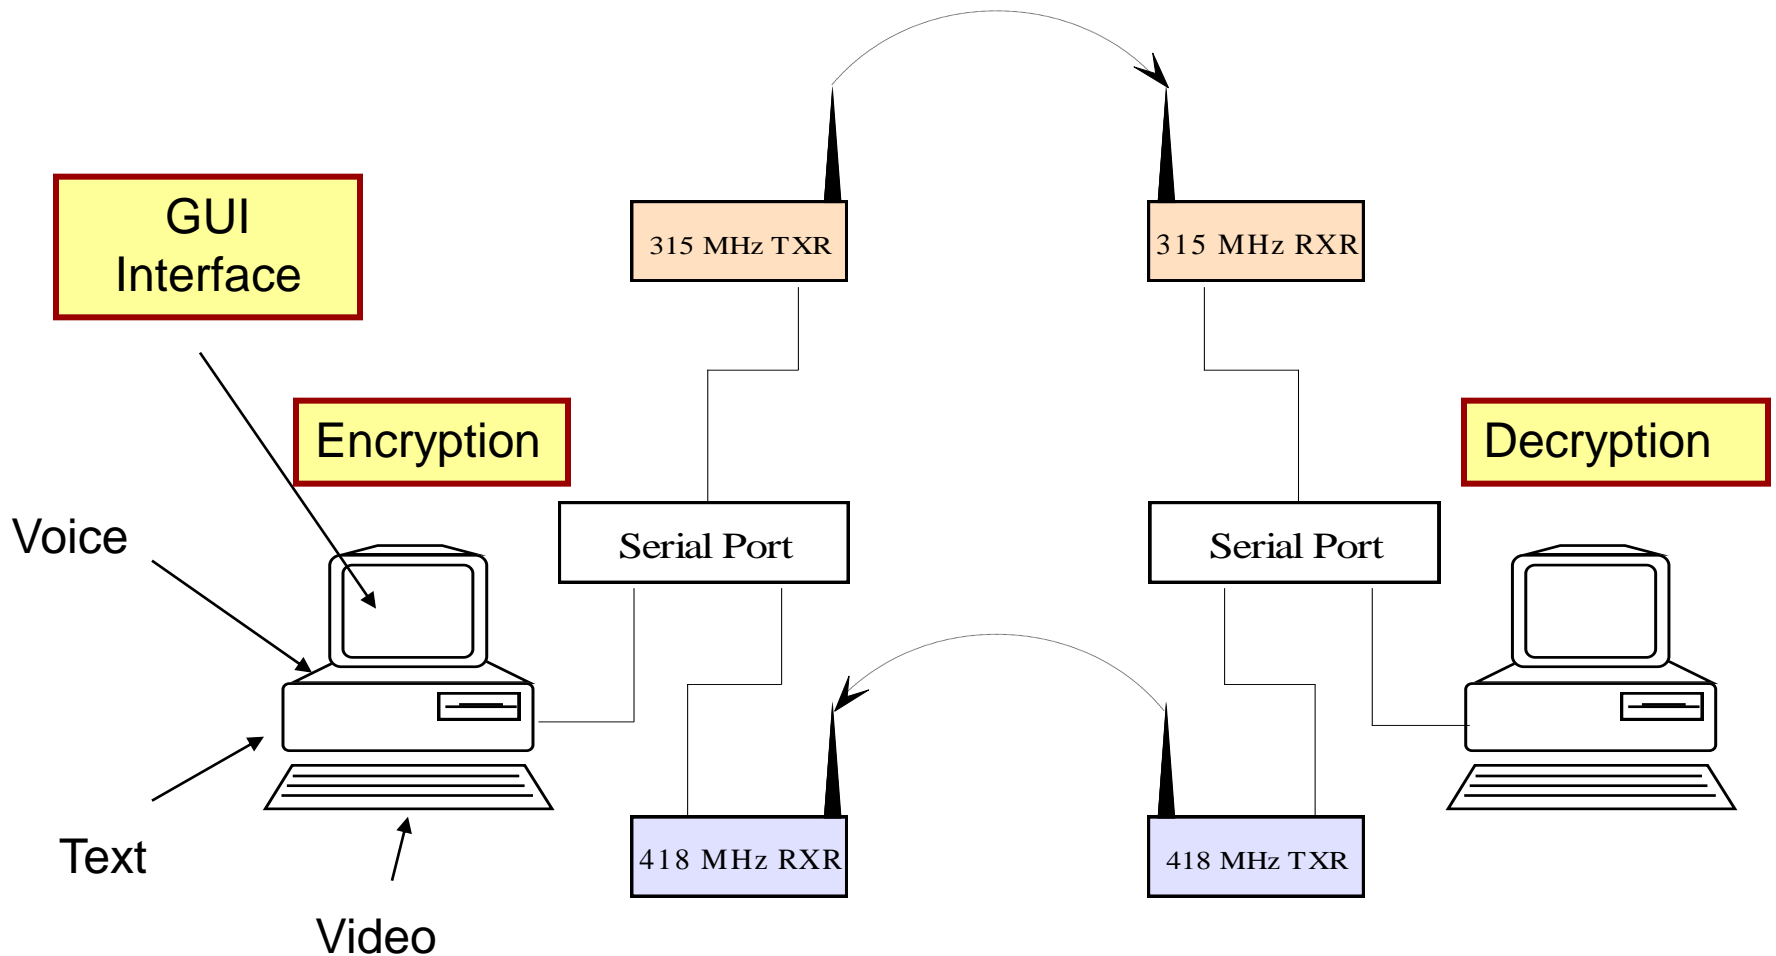 GUI
Interface
315 MHz TXR
315 MHz RXR
Encryption
Decryption
Voice
Serial Port
Serial Port
Text
418 MHz RXR
418 MHz TXR
Video